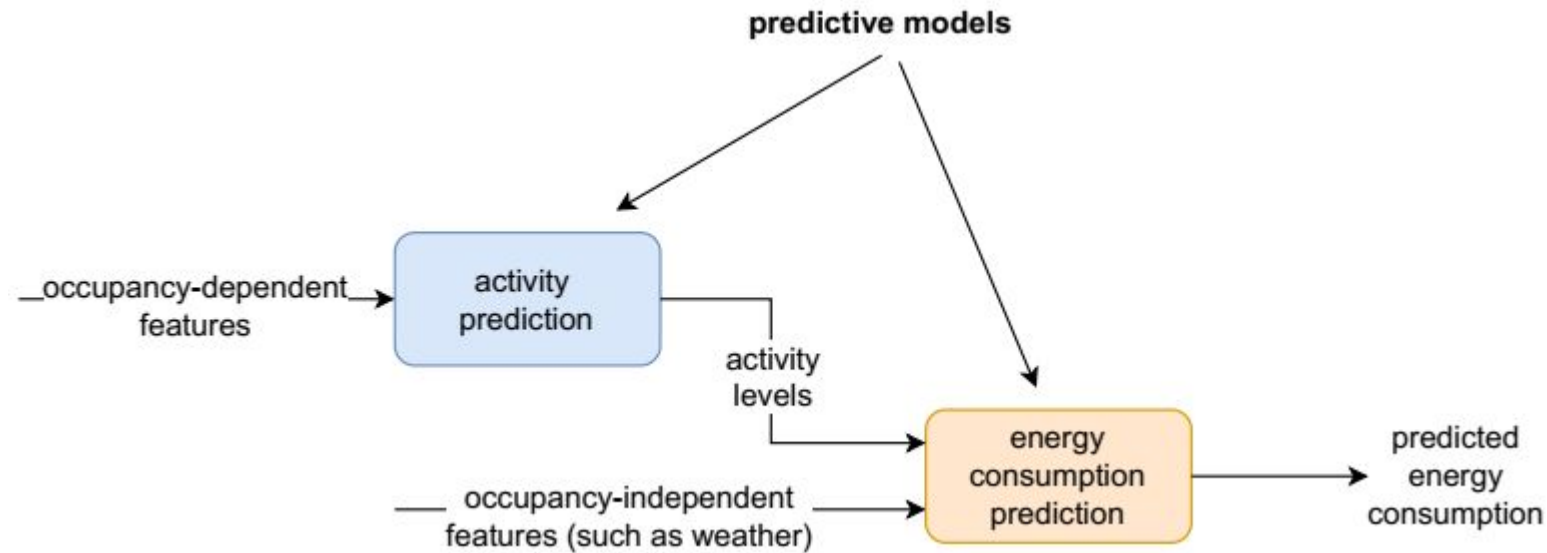 predictive models
occupancy-dependent
features
activity
prediction
activity
levels
occupancy-independent
features (such as weather)
energy
consumption
prediction
predicted
energy
consumption